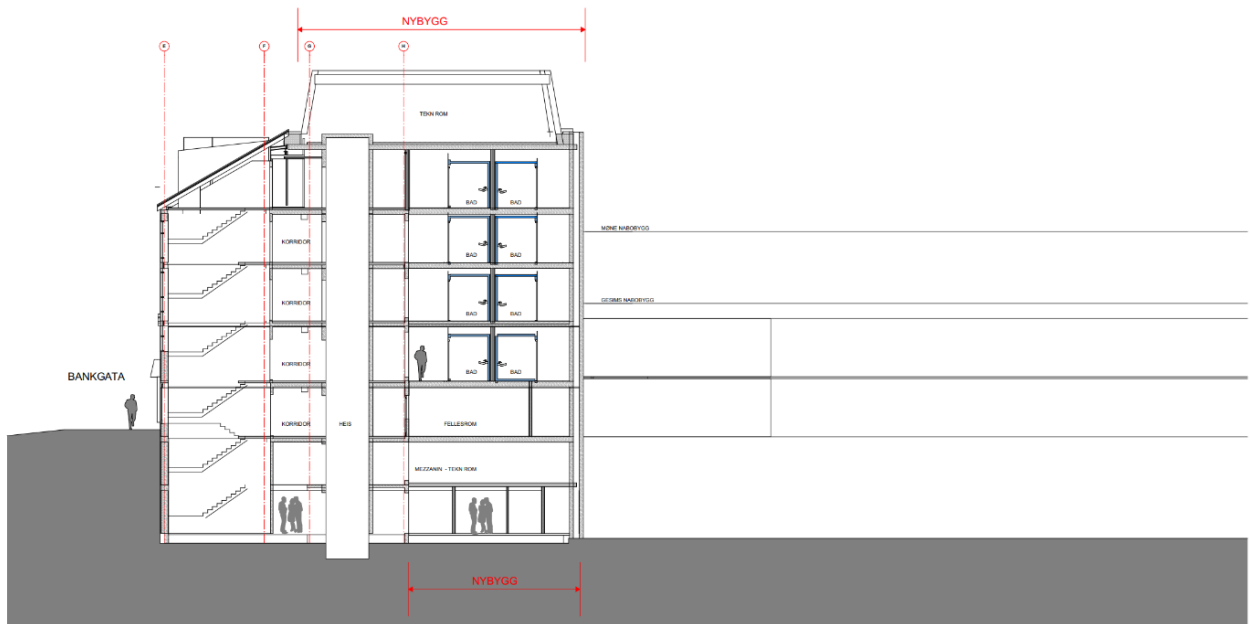 NYBYGG
E F G H
TEKN ROM
BAD BAD
MØNE NABOBYGG
KORRIDOR BAD BAD
GESIMS NABOBYGG
KORRIDOR BAD BAD
BANKGATA
KORRIDOR BAD BAD
KORRIDOR HEIS FELLESROM
MEZZANIN - TEKN ROM
NYBYGG